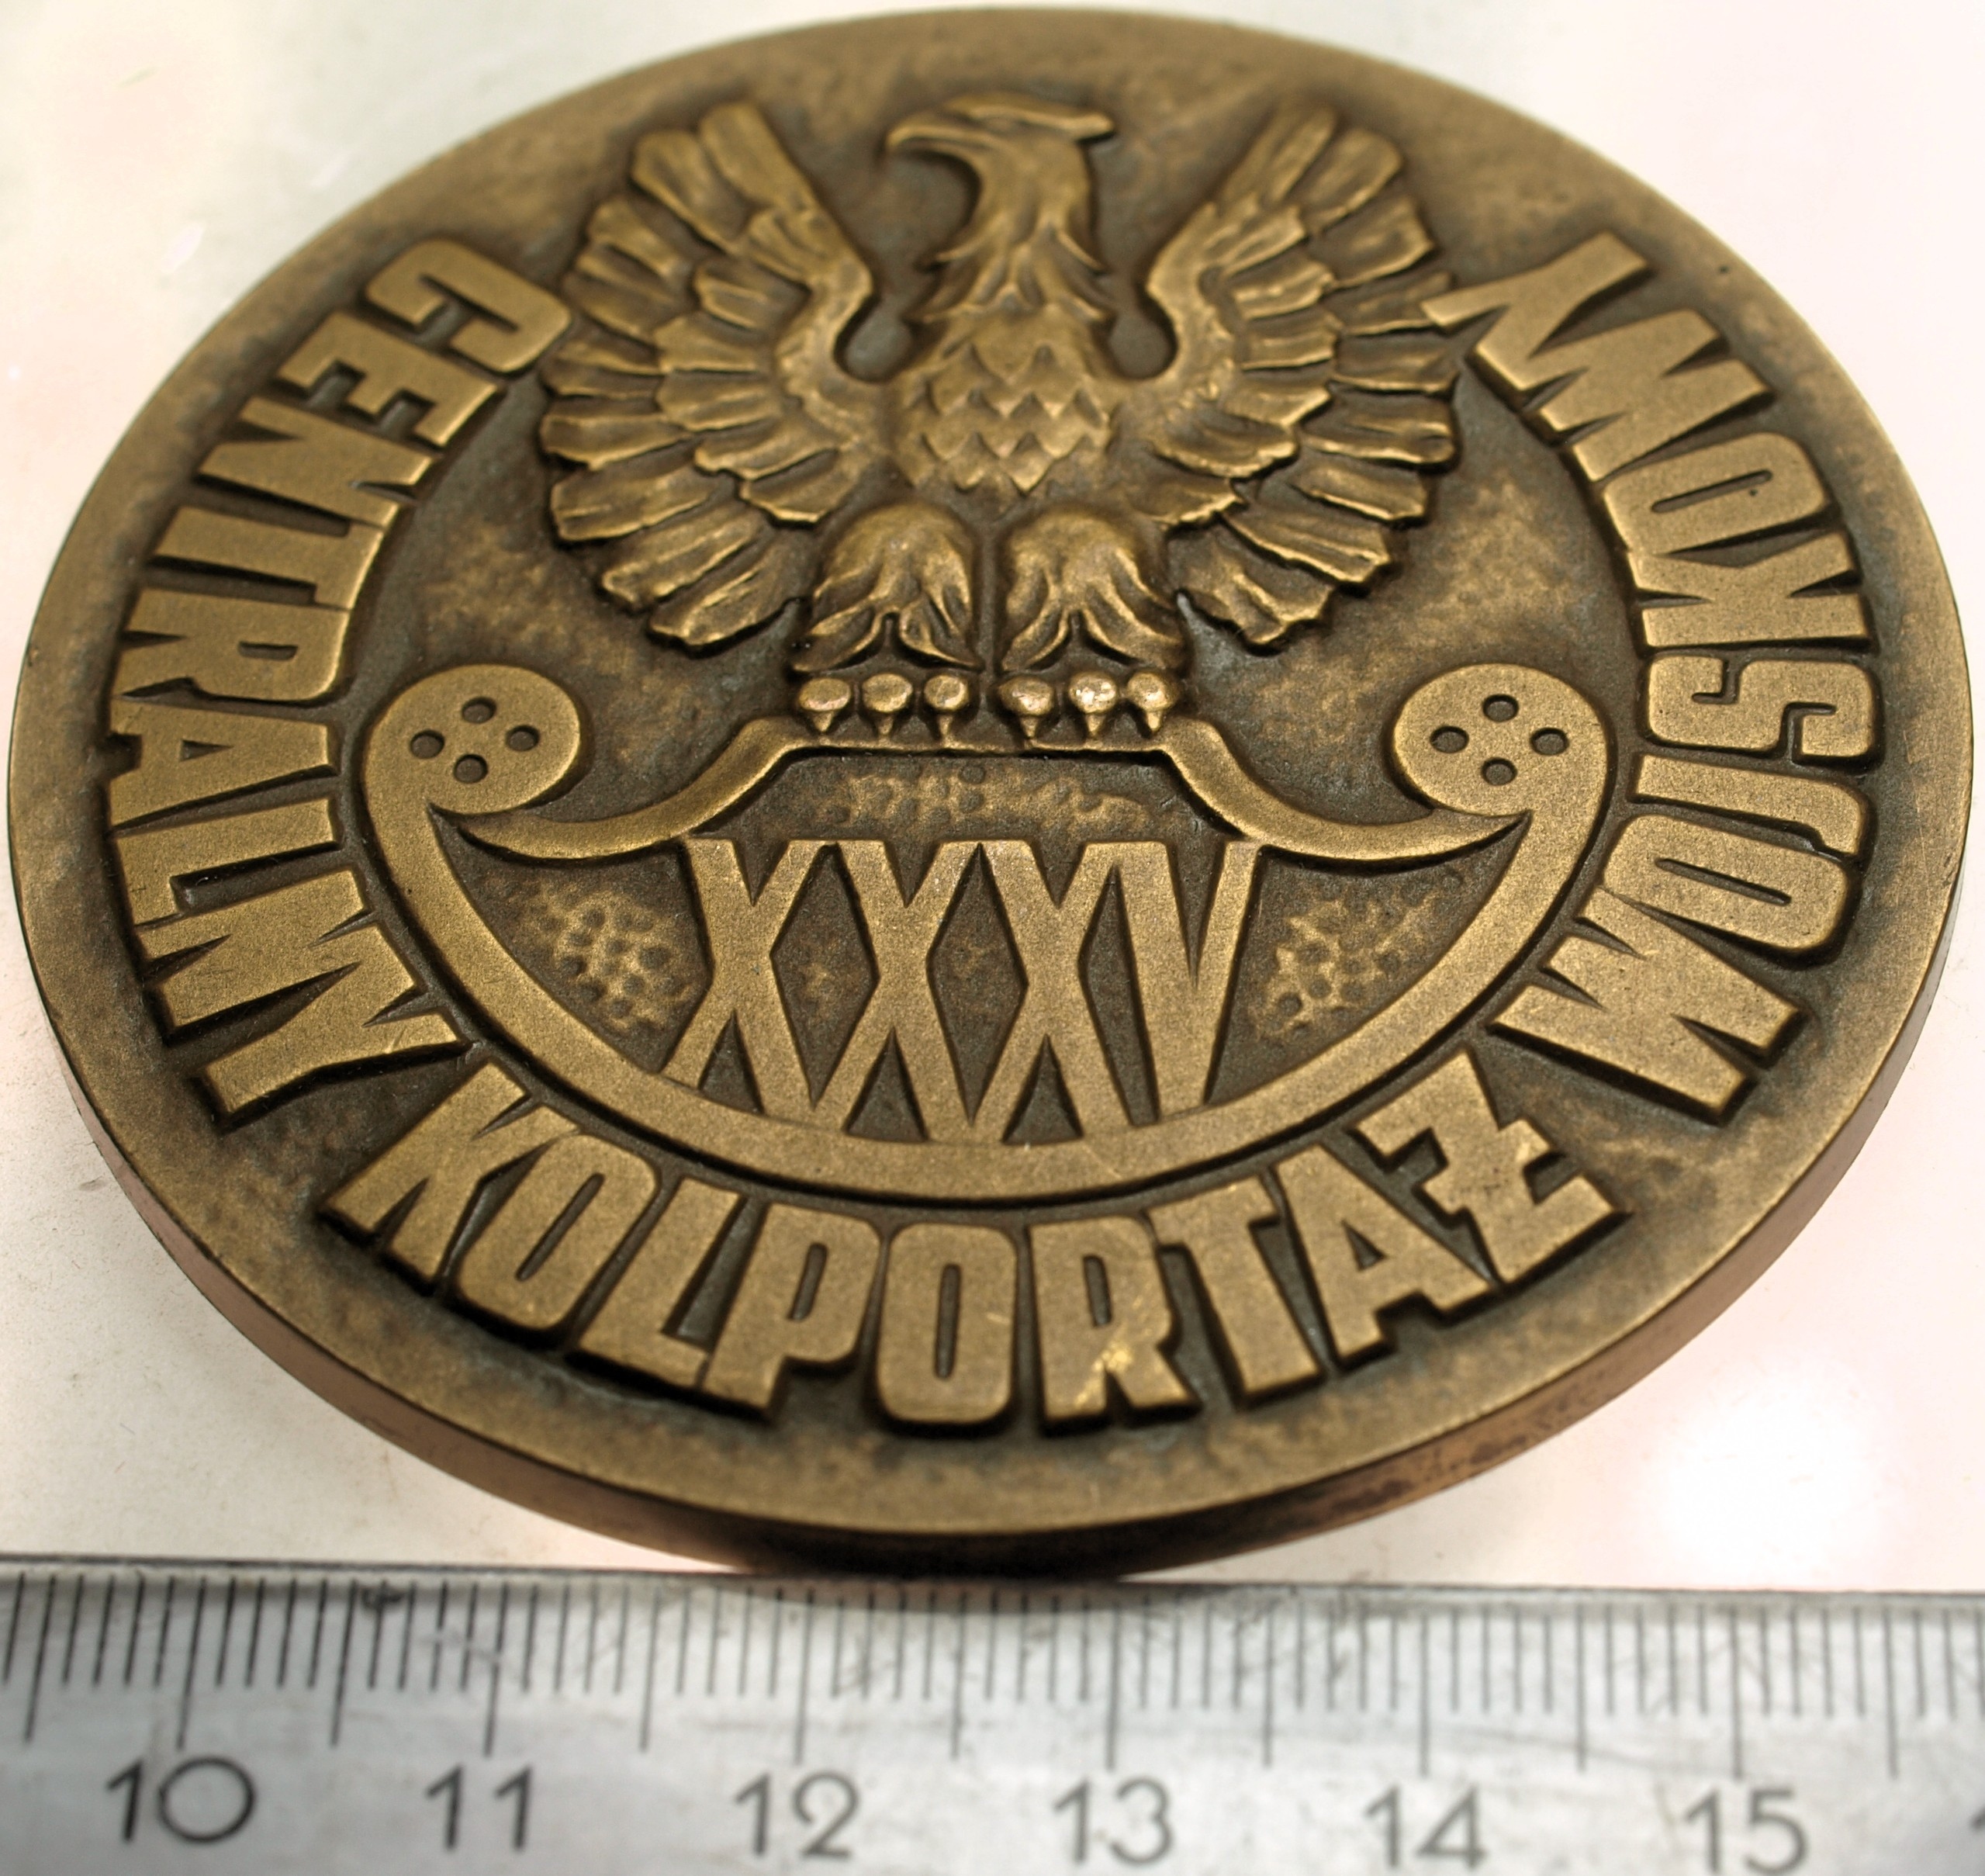 CENTRALNY KOLPORTAŻ WOJSKOWY
XXXV
10 11 12 13 14 15